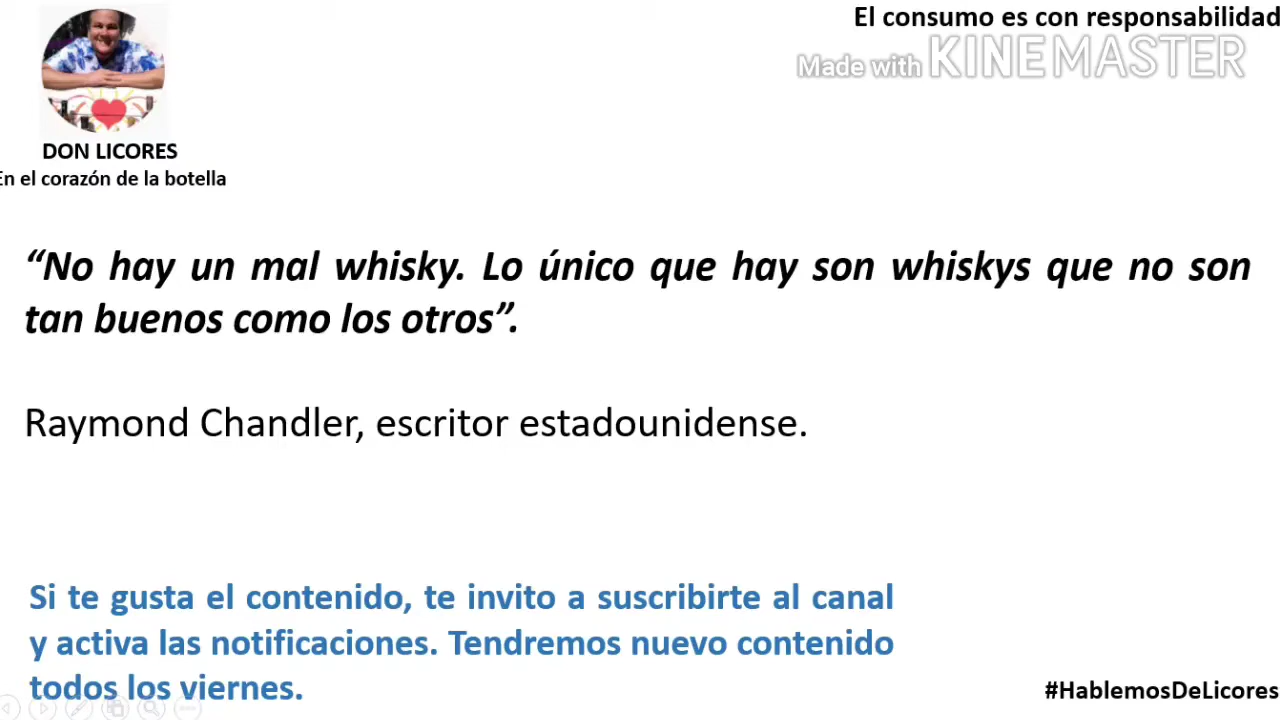 El consumo es con responsabilidad
Made with KINEMASTER
DON LICORES
En el corazón de la botella
“No hay un mal whisky. Lo único que hay son whiskys que no son
tan buenos como los otros”.
Raymond Chandler, escritor estadounidense.
Si te gusta el contenido, te invito a suscribirte al canal
y activa las notificaciones. Tendremos nuevo contenido
todos los viernes.
#HablemosDeLicores